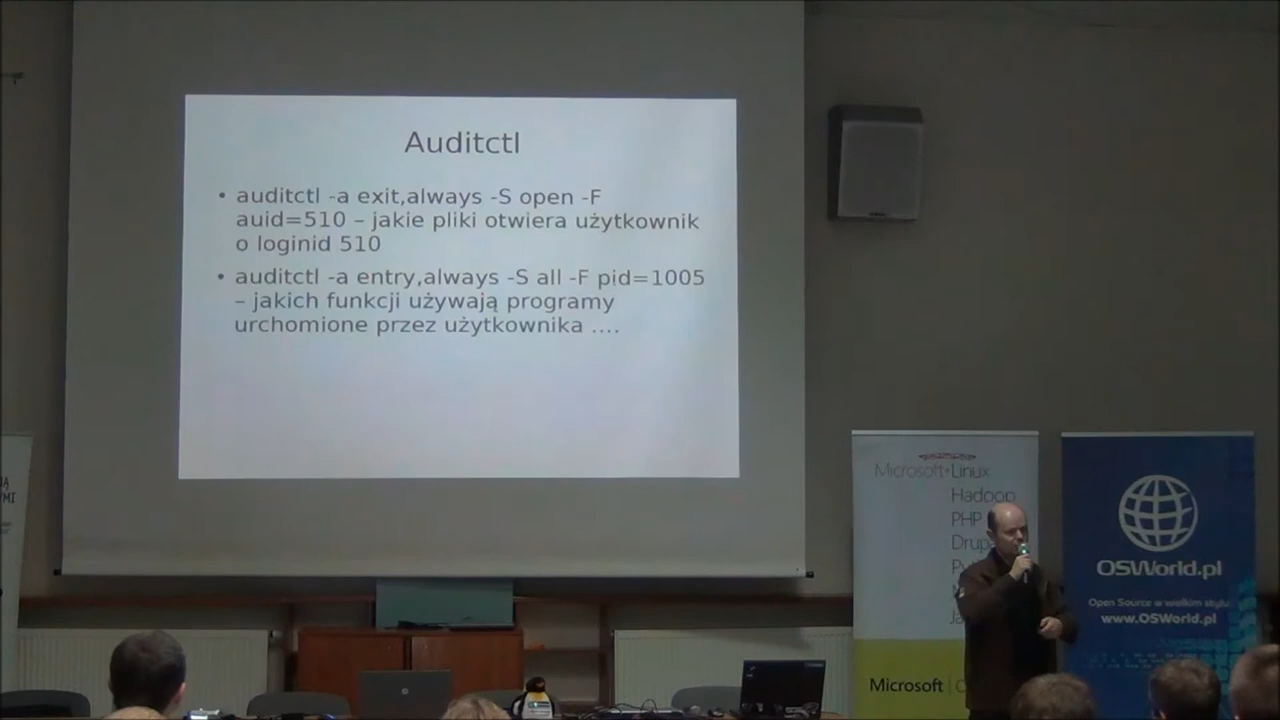 Auditctl
• auditctl -a exit,always -S open -F
auid=510 – jakie pliki otwiera użytkownik
o loginid 510
• auditctl -a entry,always -S all -F pid=1005
– jakich funkcji używają programy
urchomione przez użytkownika ....
Microsoft+Linux
Hadoop
PHP
Microsoft
OSWorld.pl
Open Source w wielkim stylu
www.OSWorld.pl